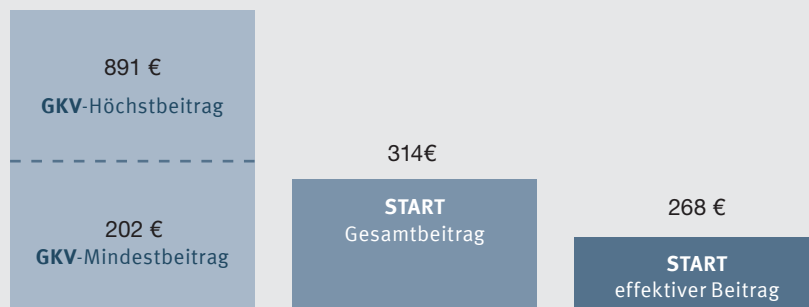 891 €
GKV-Höchstbeitrag
202 €
GKV-Mindestbeitrag
314€
START
Gesamtbeitrag
268 €
START
effektiver Beitrag